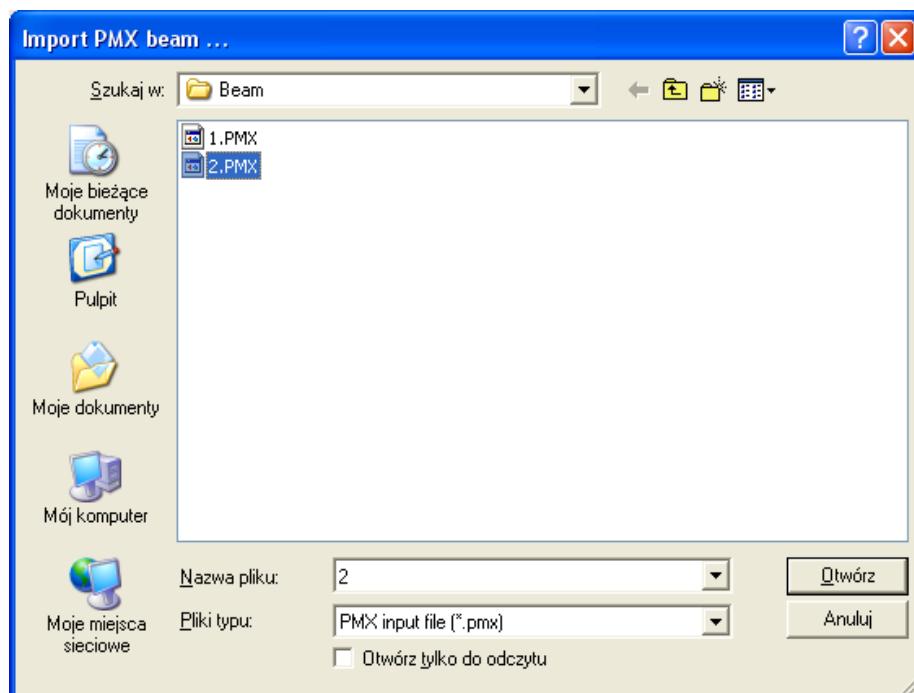 Import PMX beam ...
Szukaj w:
Beam
1.PMX
2.PMX
Moje bieżące
dokumenty
Pulpit
Moje dokumenty
Mój komputer
Moje miejsca
sieciowe
Nazwa pliku:
2
Otwórz
Pliki typu:
PMX input file (*.pmx)
Anuluj
Otwórz tylko do odczytu